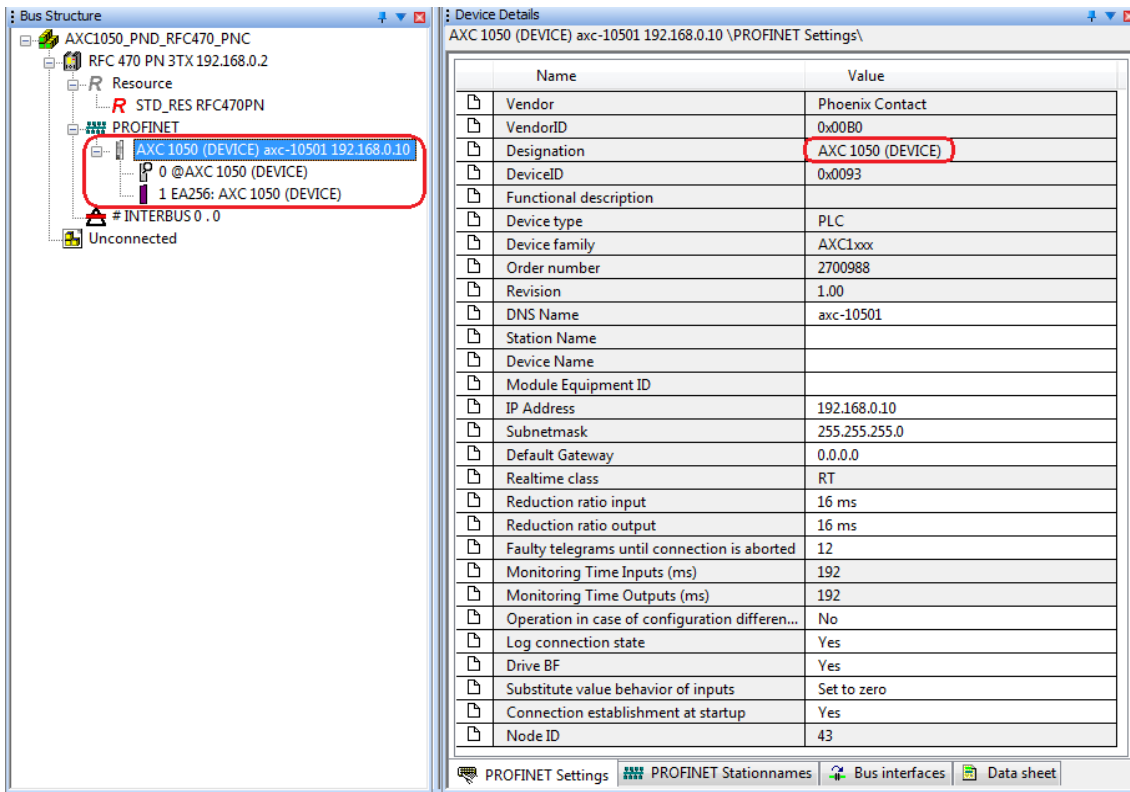 Bus Structure
AXC1050_PND_RFC470_PNC
RFC 470 PN 3TX 192.168.0.2
R Resource
R STD_RES RFC470PN
PROFINET
AXC 1050 (DEVICE) axc-10501 192.168.0.10
0 @AXC 1050 (DEVICE)
1 EA256: AXC 1050 (DEVICE)
# INTERBUS 0 . 0
Unconnected
Device Details
AXC 1050 (DEVICE) axc-10501 192.168.0.10 \PROFINET Settings\
Name Value
Vendor Phoenix Contact
VendorID 0x00B0
Designation AXC 1050 (DEVICE)
DeviceID 0x0093
Functional description
Device type PLC
Device family AXC1xxx
Order number 2700988
Revision 1.00
DNS Name axc-10501
Station Name
Device Name
Module Equipment ID
IP Address 192.168.0.10
Subnetmask 255.255.255.0
Default Gateway 0.0.0.0
Realtime class RT
Reduction ratio input 16 ms
Reduction ratio output 16 ms
Faulty telegrams until connection is aborted 12
Monitoring Time Inputs (ms) 192
Monitoring Time Outputs (ms) 192
Operation in case of configuration differen... No
Log connection state Yes
Drive BF Yes
Substitute value behavior of inputs Set to zero
Connection establishment at startup Yes
Node ID 43
PROFINET Settings PROFINET Stationnames Bus interfaces Data sheet